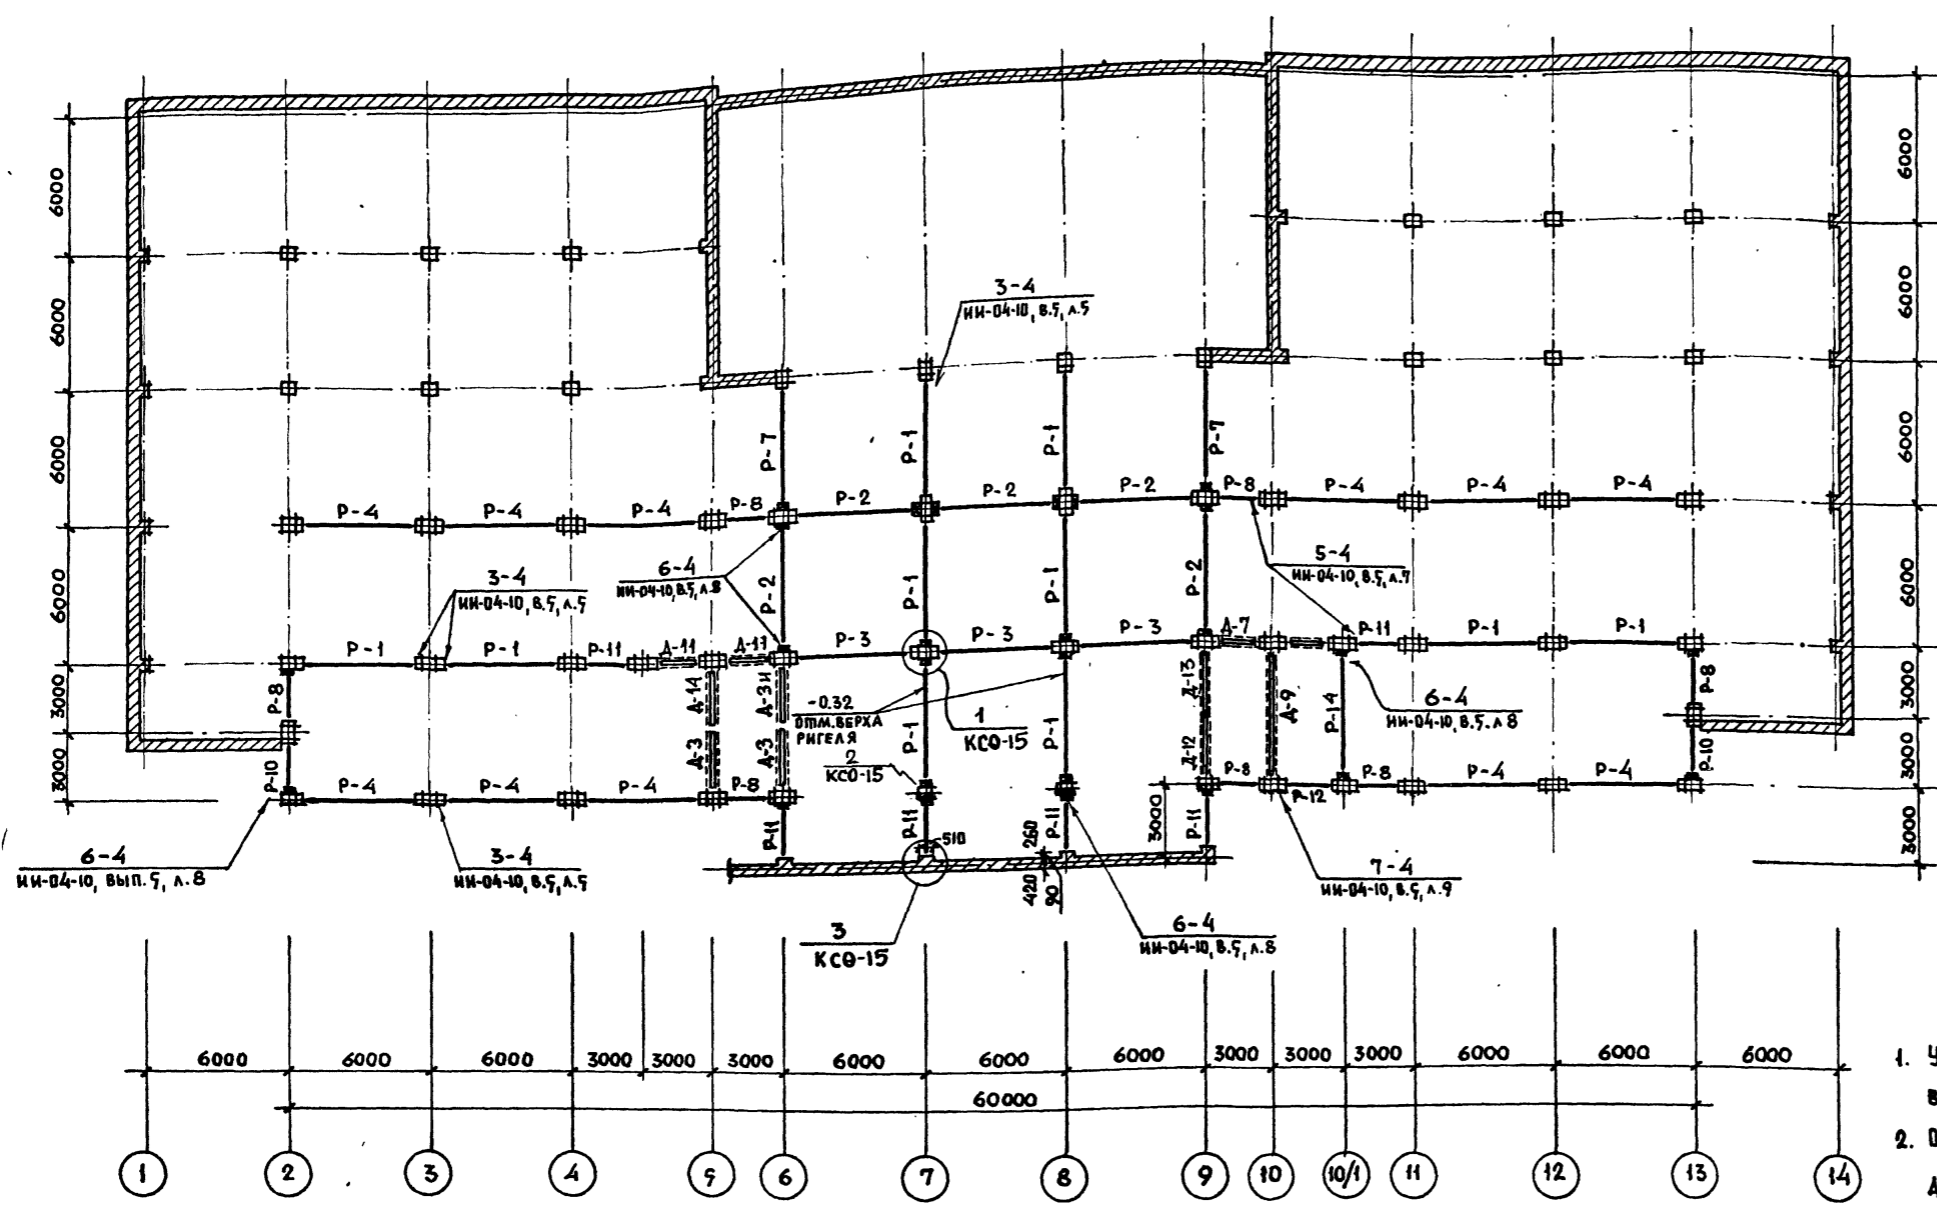 3-4
ИИ-04-10, В.5, Л.5
6000
6000
6000
6000
3000
3000
6000
6000
6000
6000
3000
3000
3000
Р-7
Р-1
Р-1
Р-7
Р-4
Р-4
Р-4
Р-8
Р-2
Р-2
Р-2
Р-8
Р-4
Р-4
Р-4
3-4
ИИ-04-10, В.5, Л.5
6-4
ИИ-04-10, В.5, Л.8
Р-2
Р-1
Р-1
Р-2
5-4
ИИ-04-10, В.5, Л.7
Р-1
Р-1
Р-11
Д-11
Д-11
Р-3
Р-3
Р-3
Д-7
Р-11
Р-1
Р-1
Р-8
Д-14
Д-3Н
-0.32
ОТМ. ВЕРХА
РИГЕЛЯ
Р-1
1
КСО-15
Р-1
Д-13
Д-9
Р-14
6-4
ИИ-04-10, В.5, Л 8
Р-8
Р-10
Д-3
Д-3
2
КСО-15
Д-12
Р-10
Р-4
Р-4
Р-4
Р-8
Р-8
Р-12
Р-8
Р-4
Р-4
Р-11
Р-11
510
Р-11
Р-11
260
420
90
3000
6-4
ИИ-04-10, ВЫП. 5, Л.8
3-4
ИИ-04-10, В.5, Л.5
7-4
ИИ-04-10, В.5, Л.9
3
КСО-15
6-4
ИИ-04-10, В.5, Л.8
6000 6000 6000 3000 3000 3000 6000 6000 6000 3000 3000 3000 6000 6000 6000
60000
1 2 3 4 5 6 7 8 9 10 10/1 11 12 13 14
1.
2.